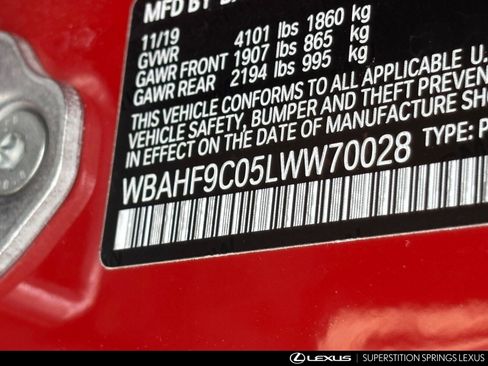 MFD BY
11/19
GVWR 4101 lbs 1860 kg
GAWR FRONT 1907 lbs 865 kg
GAWR REAR 2194 lbs 995 kg
THIS VEHICLE CONFORMS TO ALL APPLICABLE U.
VEHICLE SAFETY, BUMPER AND THEFT PREVEN
IN EFFECT ON THE DATE OF MANUFACTURE SHO
WBAHF9C05LWW70028 TYPE: P
LEXUS SUPERSTITION SPRINGS LEXUS